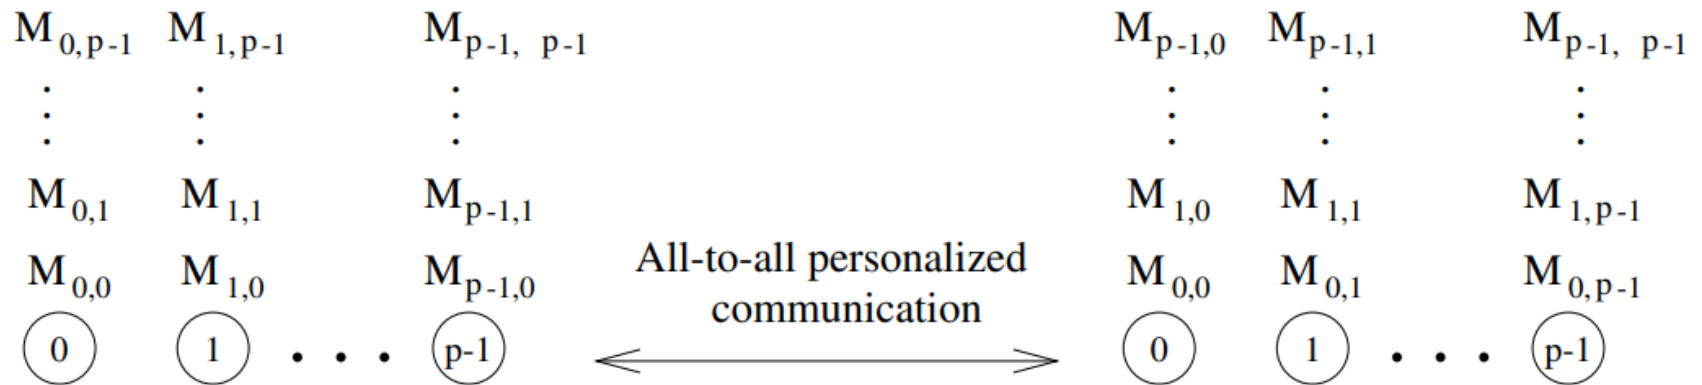 M0,p-1 M1,p-1 Mp-1, p-1 Mp-1,0 Mp-1,1 Mp-1, p-1
M0,1 M1,1 Mp-1,1 M1,0 M1,1 M1,p-1
M0,0 M1,0 Mp-1,0 All-to-all personalized M0,0 M0,1 M0,p-1
communication
0 1 . . . p-1 0 1 . . . p-1